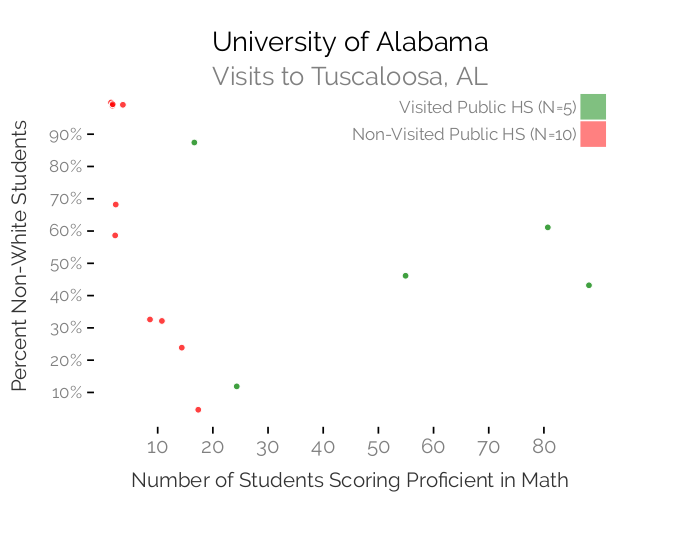 University of Alabama
Visits to Tuscaloosa, AL
Visited Public HS (N=5)
Non-Visited Public HS (N=10)
Percent Non-White Students
90%
80%
70%
60%
50%
40%
30%
20%
10%
10 20 30 40 50 60 70 80
Number of Students Scoring Proficient in Math